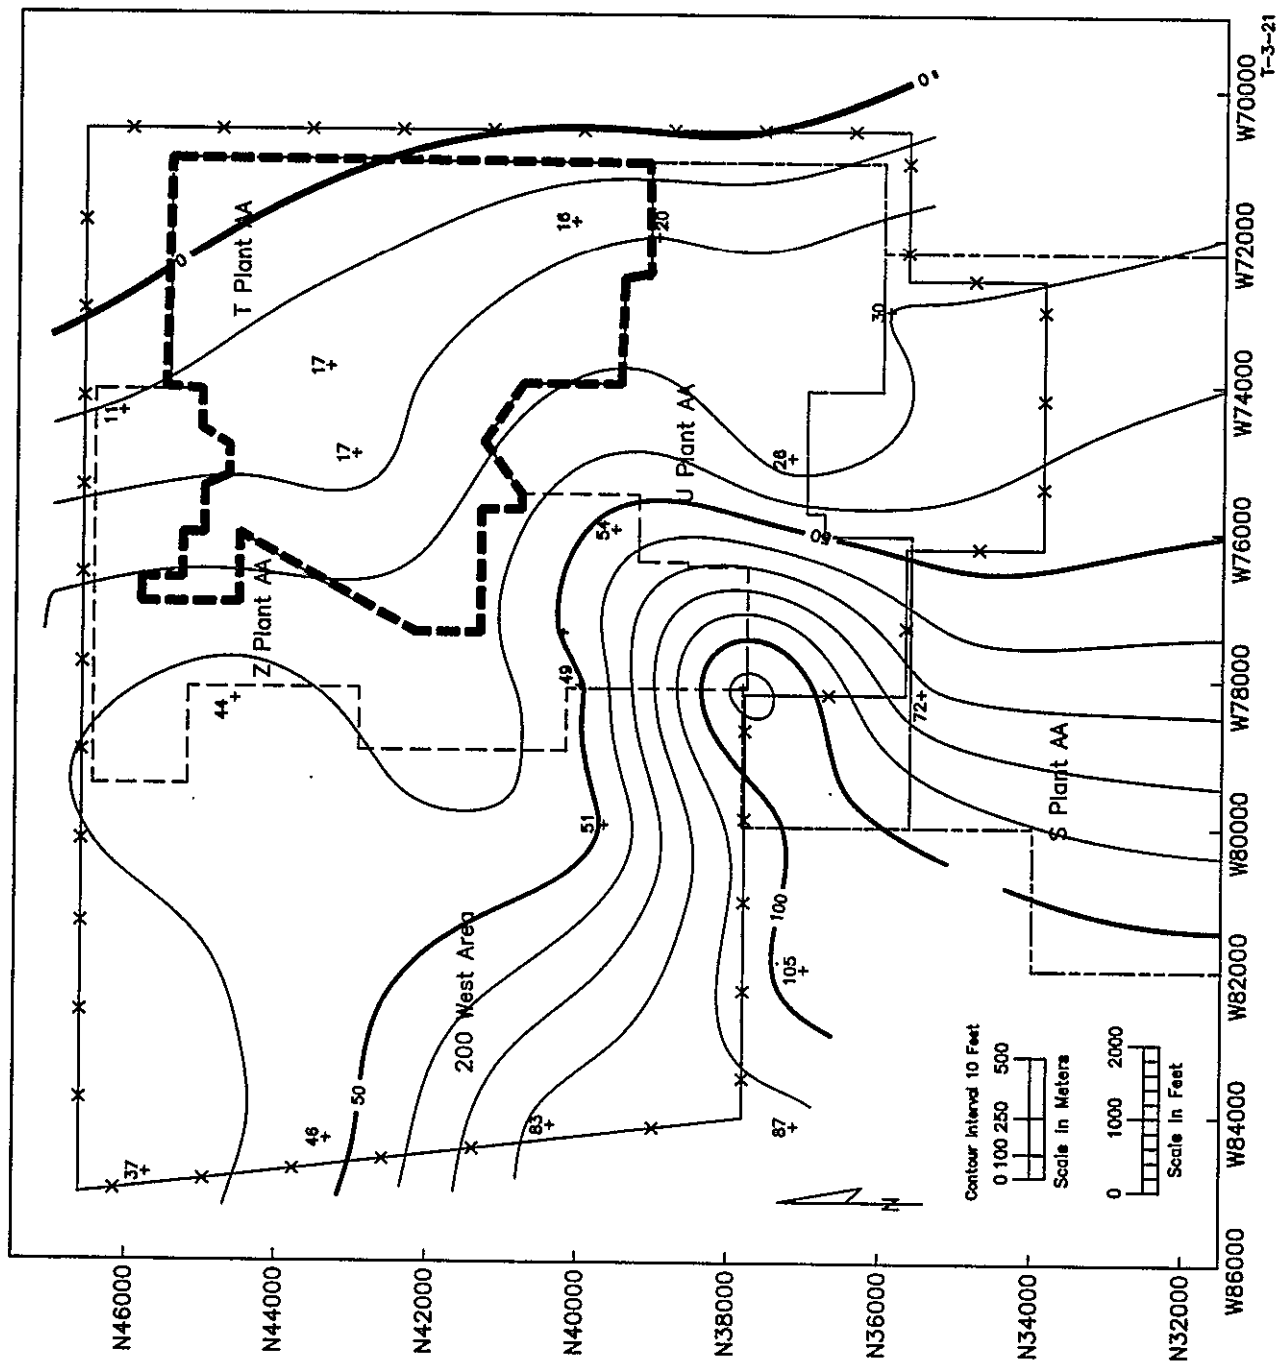 T-3-21
W70000
W72000
W74000
W76000
W78000
W80000
W82000
W84000
W86000
N46000
N44000
N42000
N40000
N38000
N36000
N34000
N32000
0
0
T Plant AA
16
20
17
11
17
30
U Plant AA
26
54
50
Z Plant AA
44
49
51
72
S Plant AA
200 West Area
100
105
50
46
37
83
87
N
Contour Interval 10 Feet
0 100 250 500
Scale in Meters
0 1000 2000
Scale in Feet